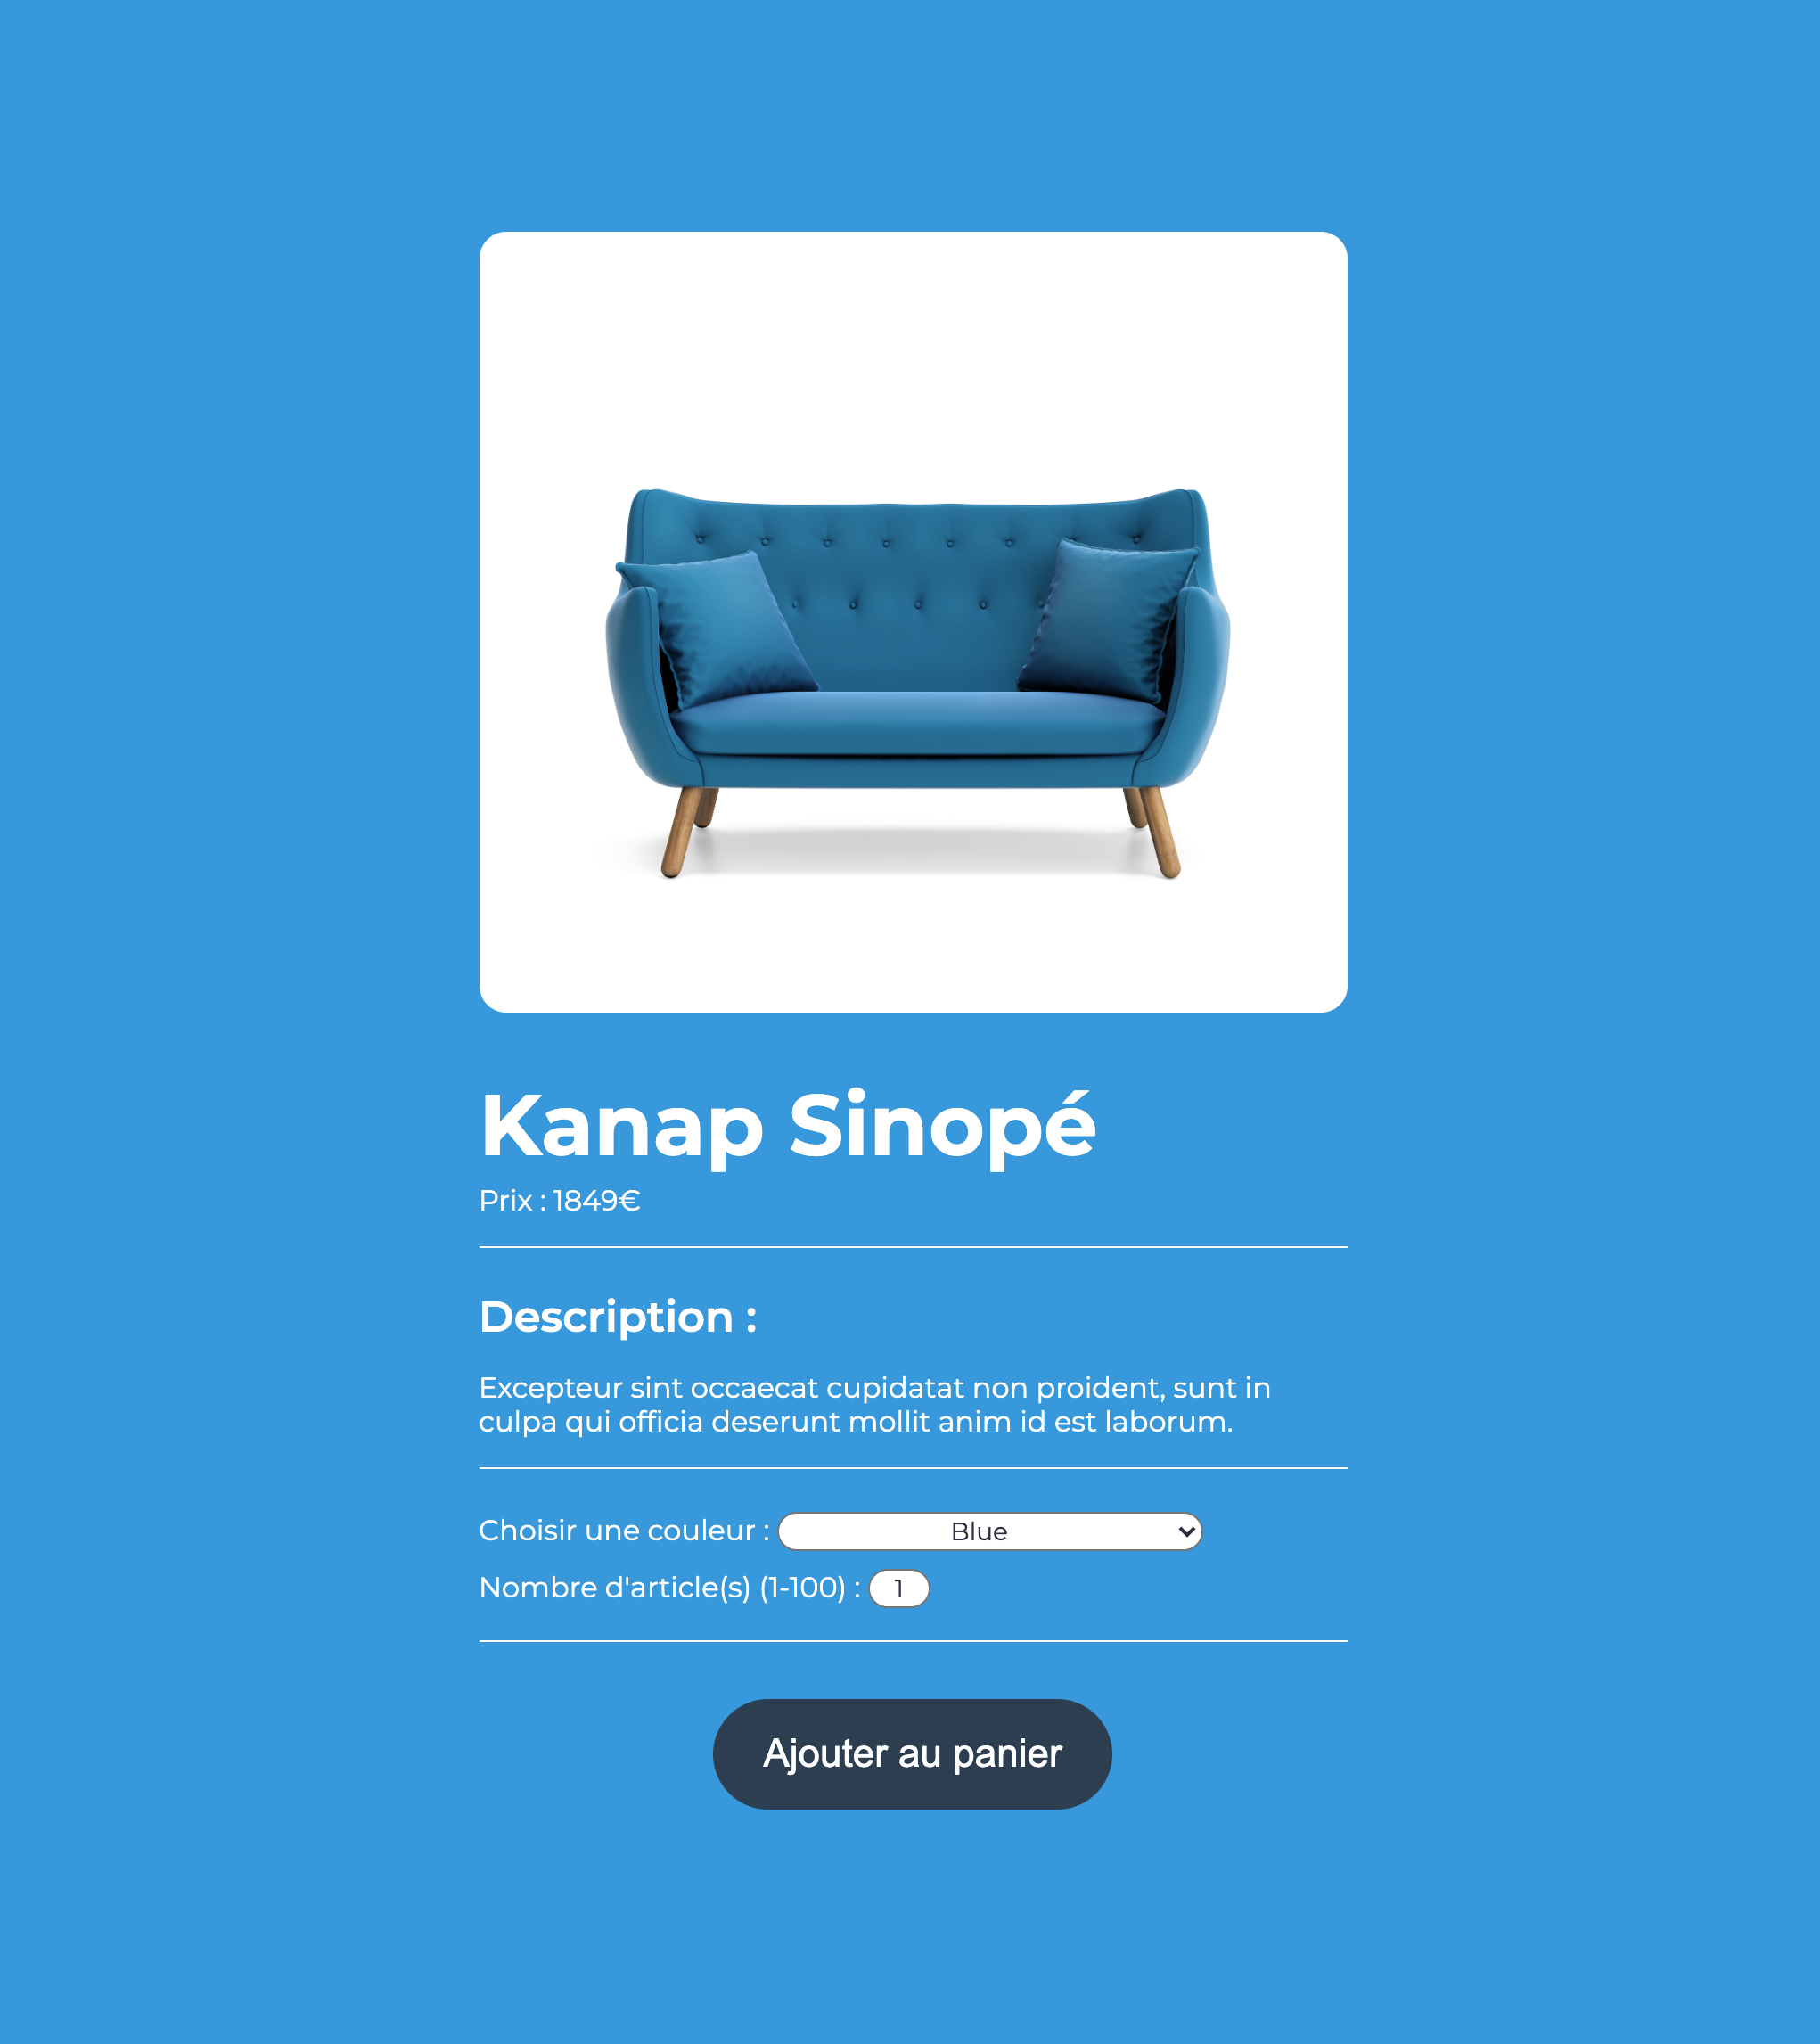 Kanap Sinopé
Prix : 1849€
Description :
Excepteur sint occaecat cupidatat non proident, sunt in
culpa qui officia deserunt mollit anim id est laborum.
Choisir une couleur : Blue
Nombre d'article(s) (1-100) : 1
Ajouter au panier